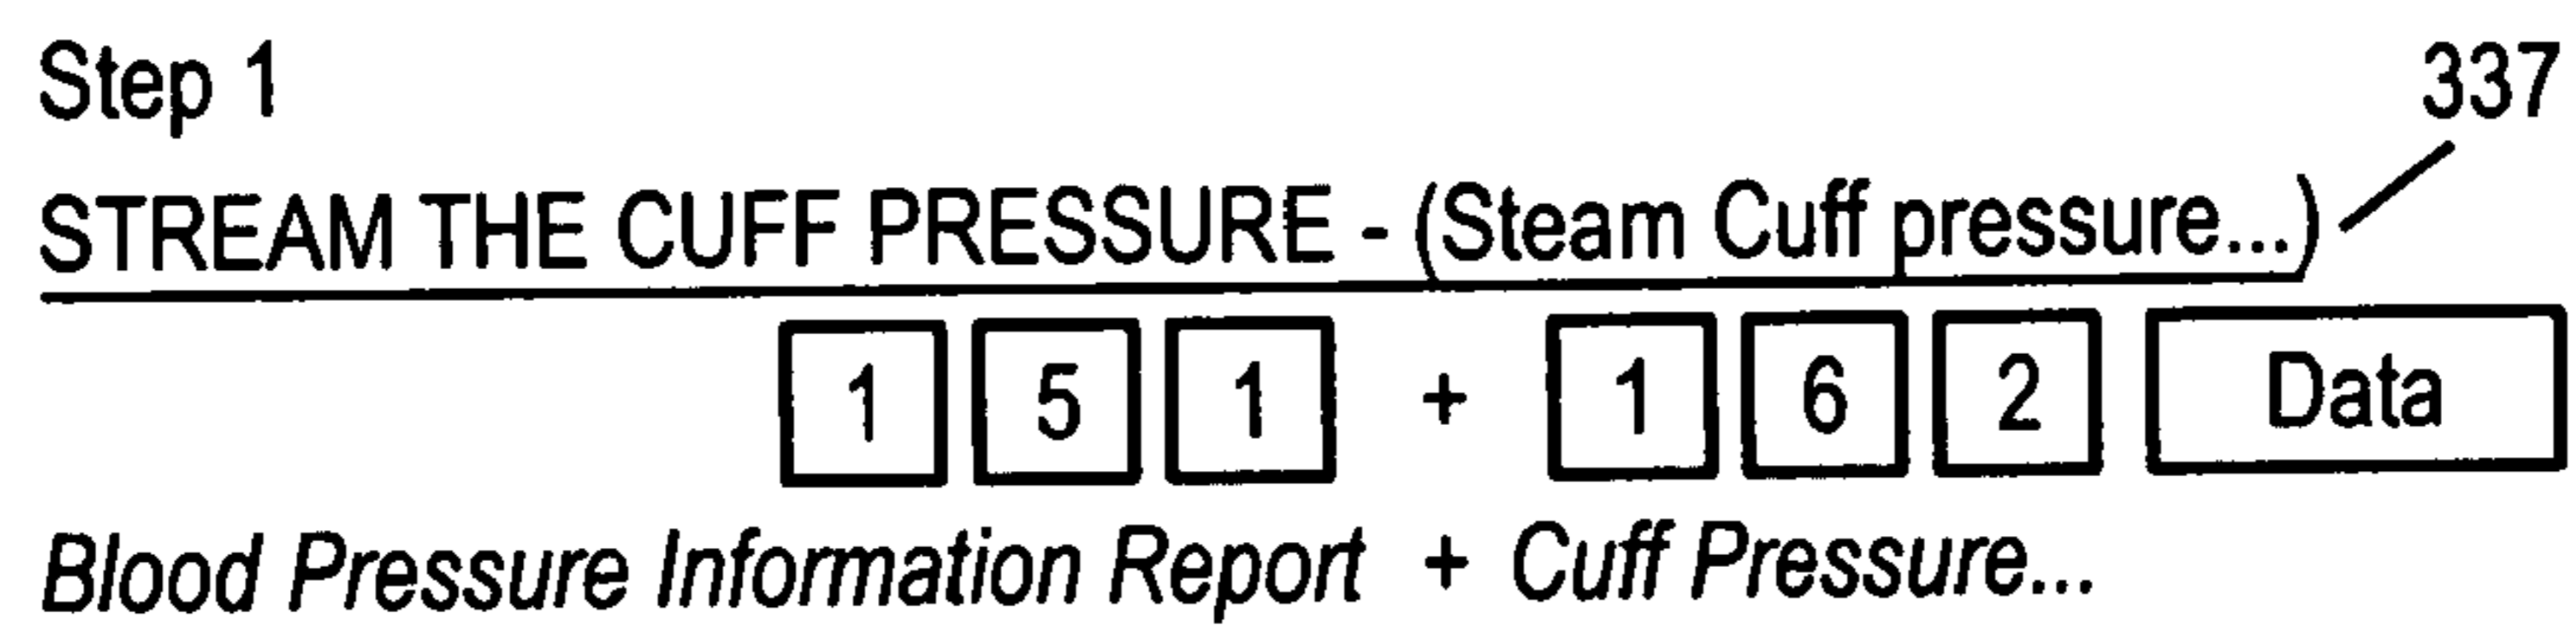 Step 1 337
STREAM THE CUFF PRESSURE - (Steam Cuff pressure...)
1 5 1 + 1 6 2 Data
Blood Pressure Information Report + Cuff Pressure...